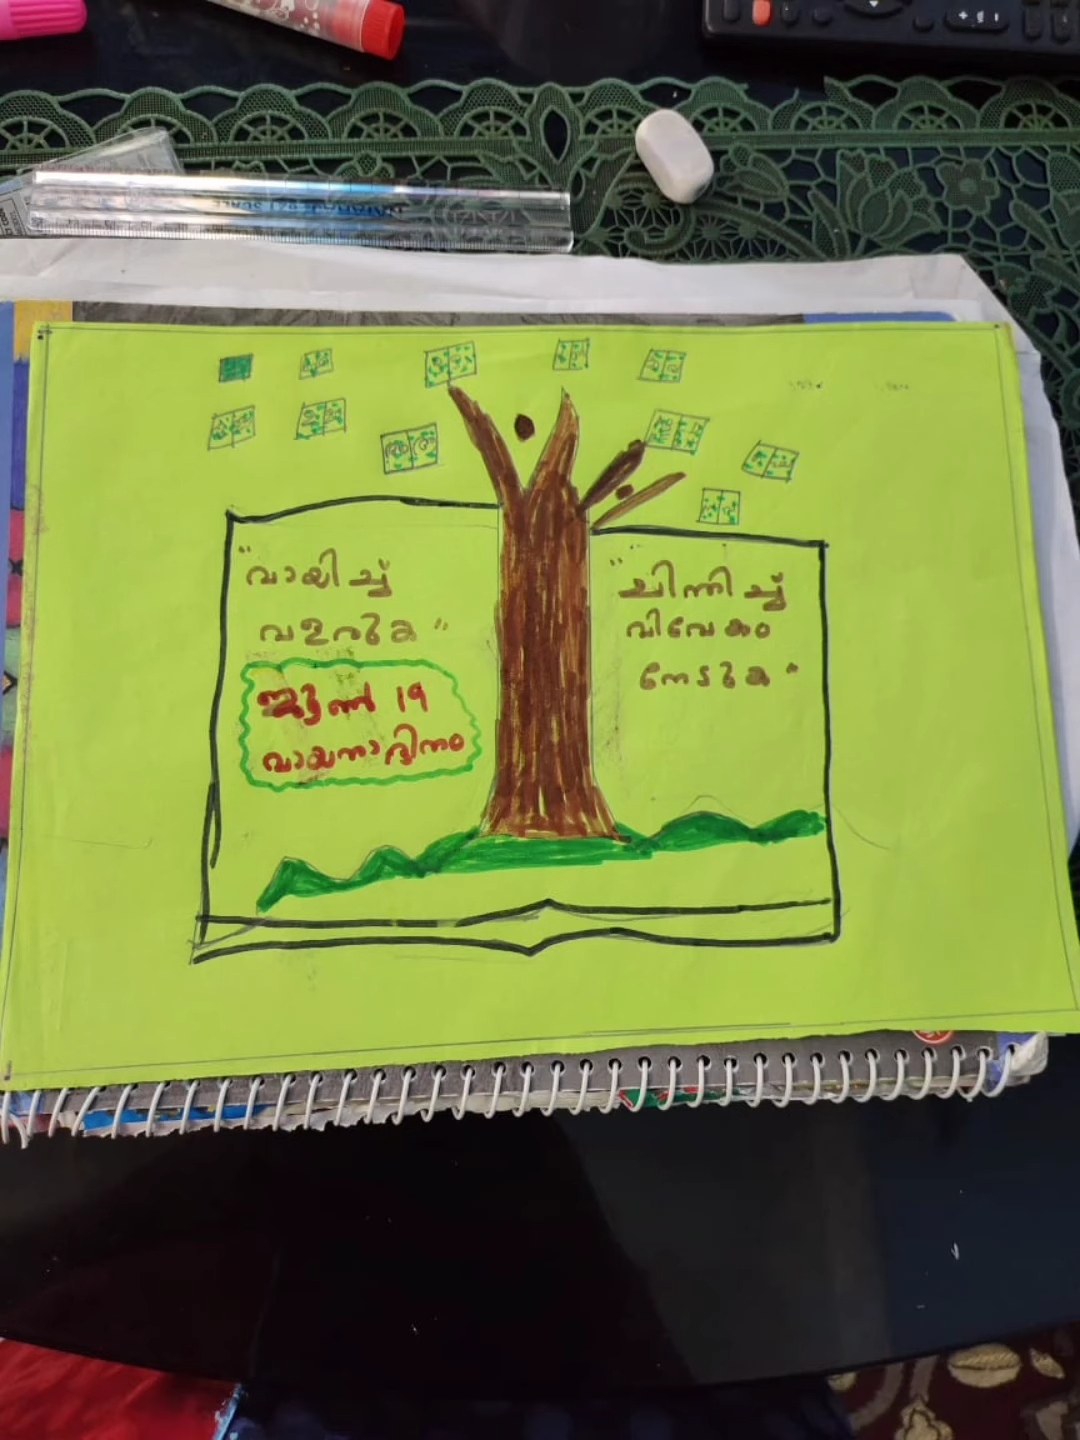 "വായിച്ച്
വളരുക"
ജൂൺ 19
വായനാദിനം
"ചിന്തിച്ച്
വിവേകം
നേടുക"